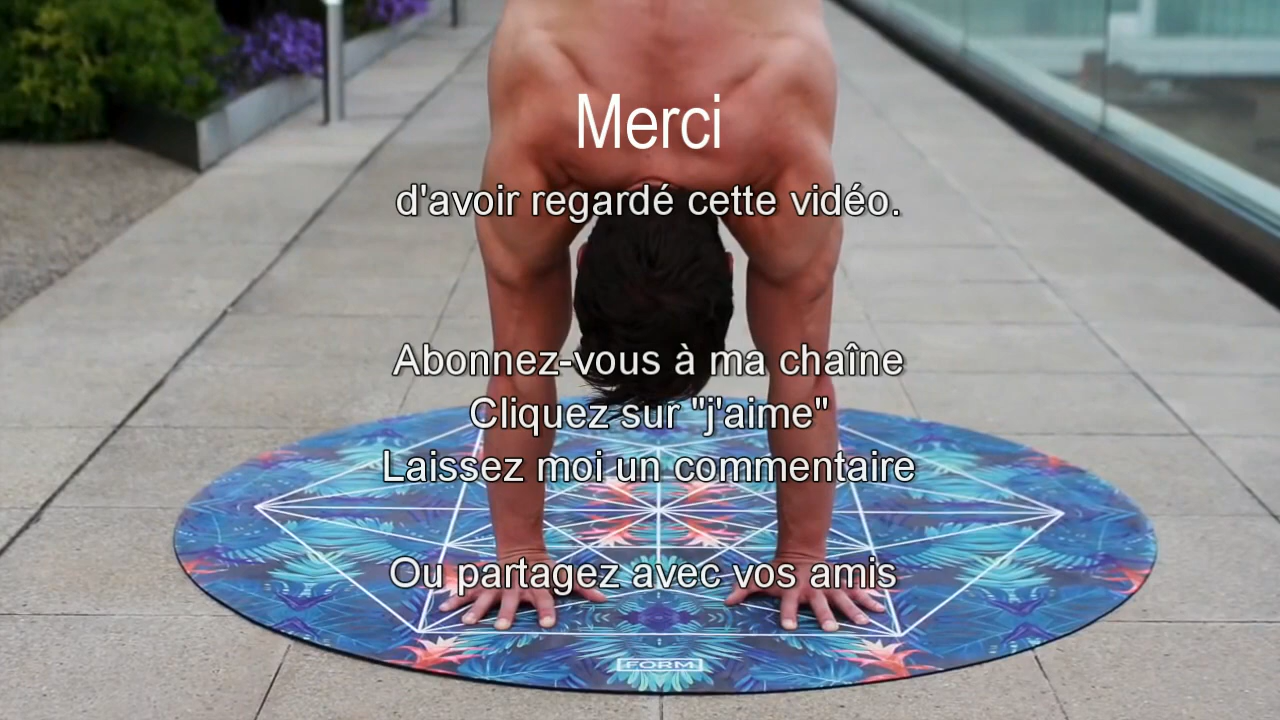 Merci
d'avoir regardé cette vidéo.
Abonnez-vous à ma chaîne
Cliquez sur "j'aime"
Laissez moi un commentaire
Ou partagez avec vos amis
FORM